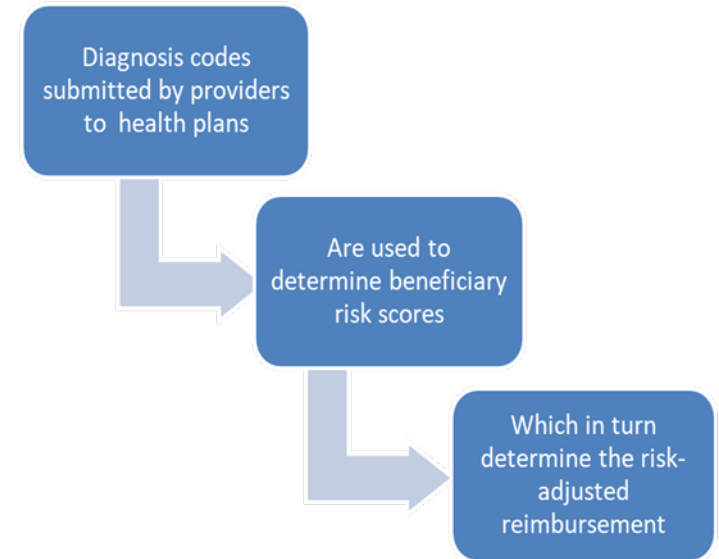 Diagnosis codes
submitted by providers
to health plans
Are used to
determine beneficiary
risk scores
Which in turn
determine the risk-
adjusted
reimbursement